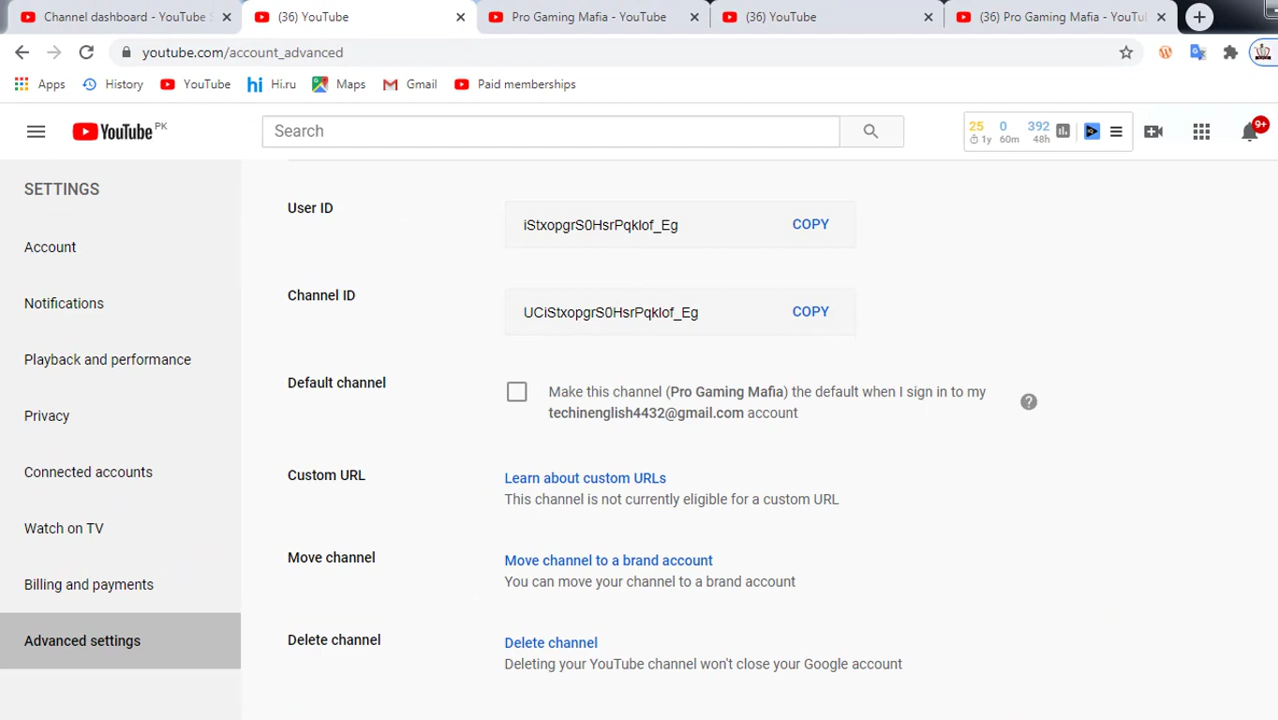 Channel dashboard - YouTube
(36) YouTube
Pro Gaming Mafia - YouTube
(36) YouTube
(36) Pro Gaming Mafia - YouTu
youtube.com/account_advanced
Apps
History
YouTube
Hi.ru
Maps
Gmail
Paid memberships
YouTube PK
Search
25 0 392
1y 60m 48h
9+
SETTINGS
Account
Notifications
Playback and performance
Privacy
Connected accounts
Watch on TV
Billing and payments
Advanced settings
User ID
iStxopgrS0HsrPqklof_Eg
COPY
Channel ID
UCiStxopgrS0HsrPqklof_Eg
COPY
Default channel
Make this channel (Pro Gaming Mafia) the default when I sign in to my
techinenglish4432@gmail.com account
Custom URL
Learn about custom URLs
This channel is not currently eligible for a custom URL
Move channel
Move channel to a brand account
You can move your channel to a brand account
Delete channel
Delete channel
Deleting your YouTube channel won't close your Google account